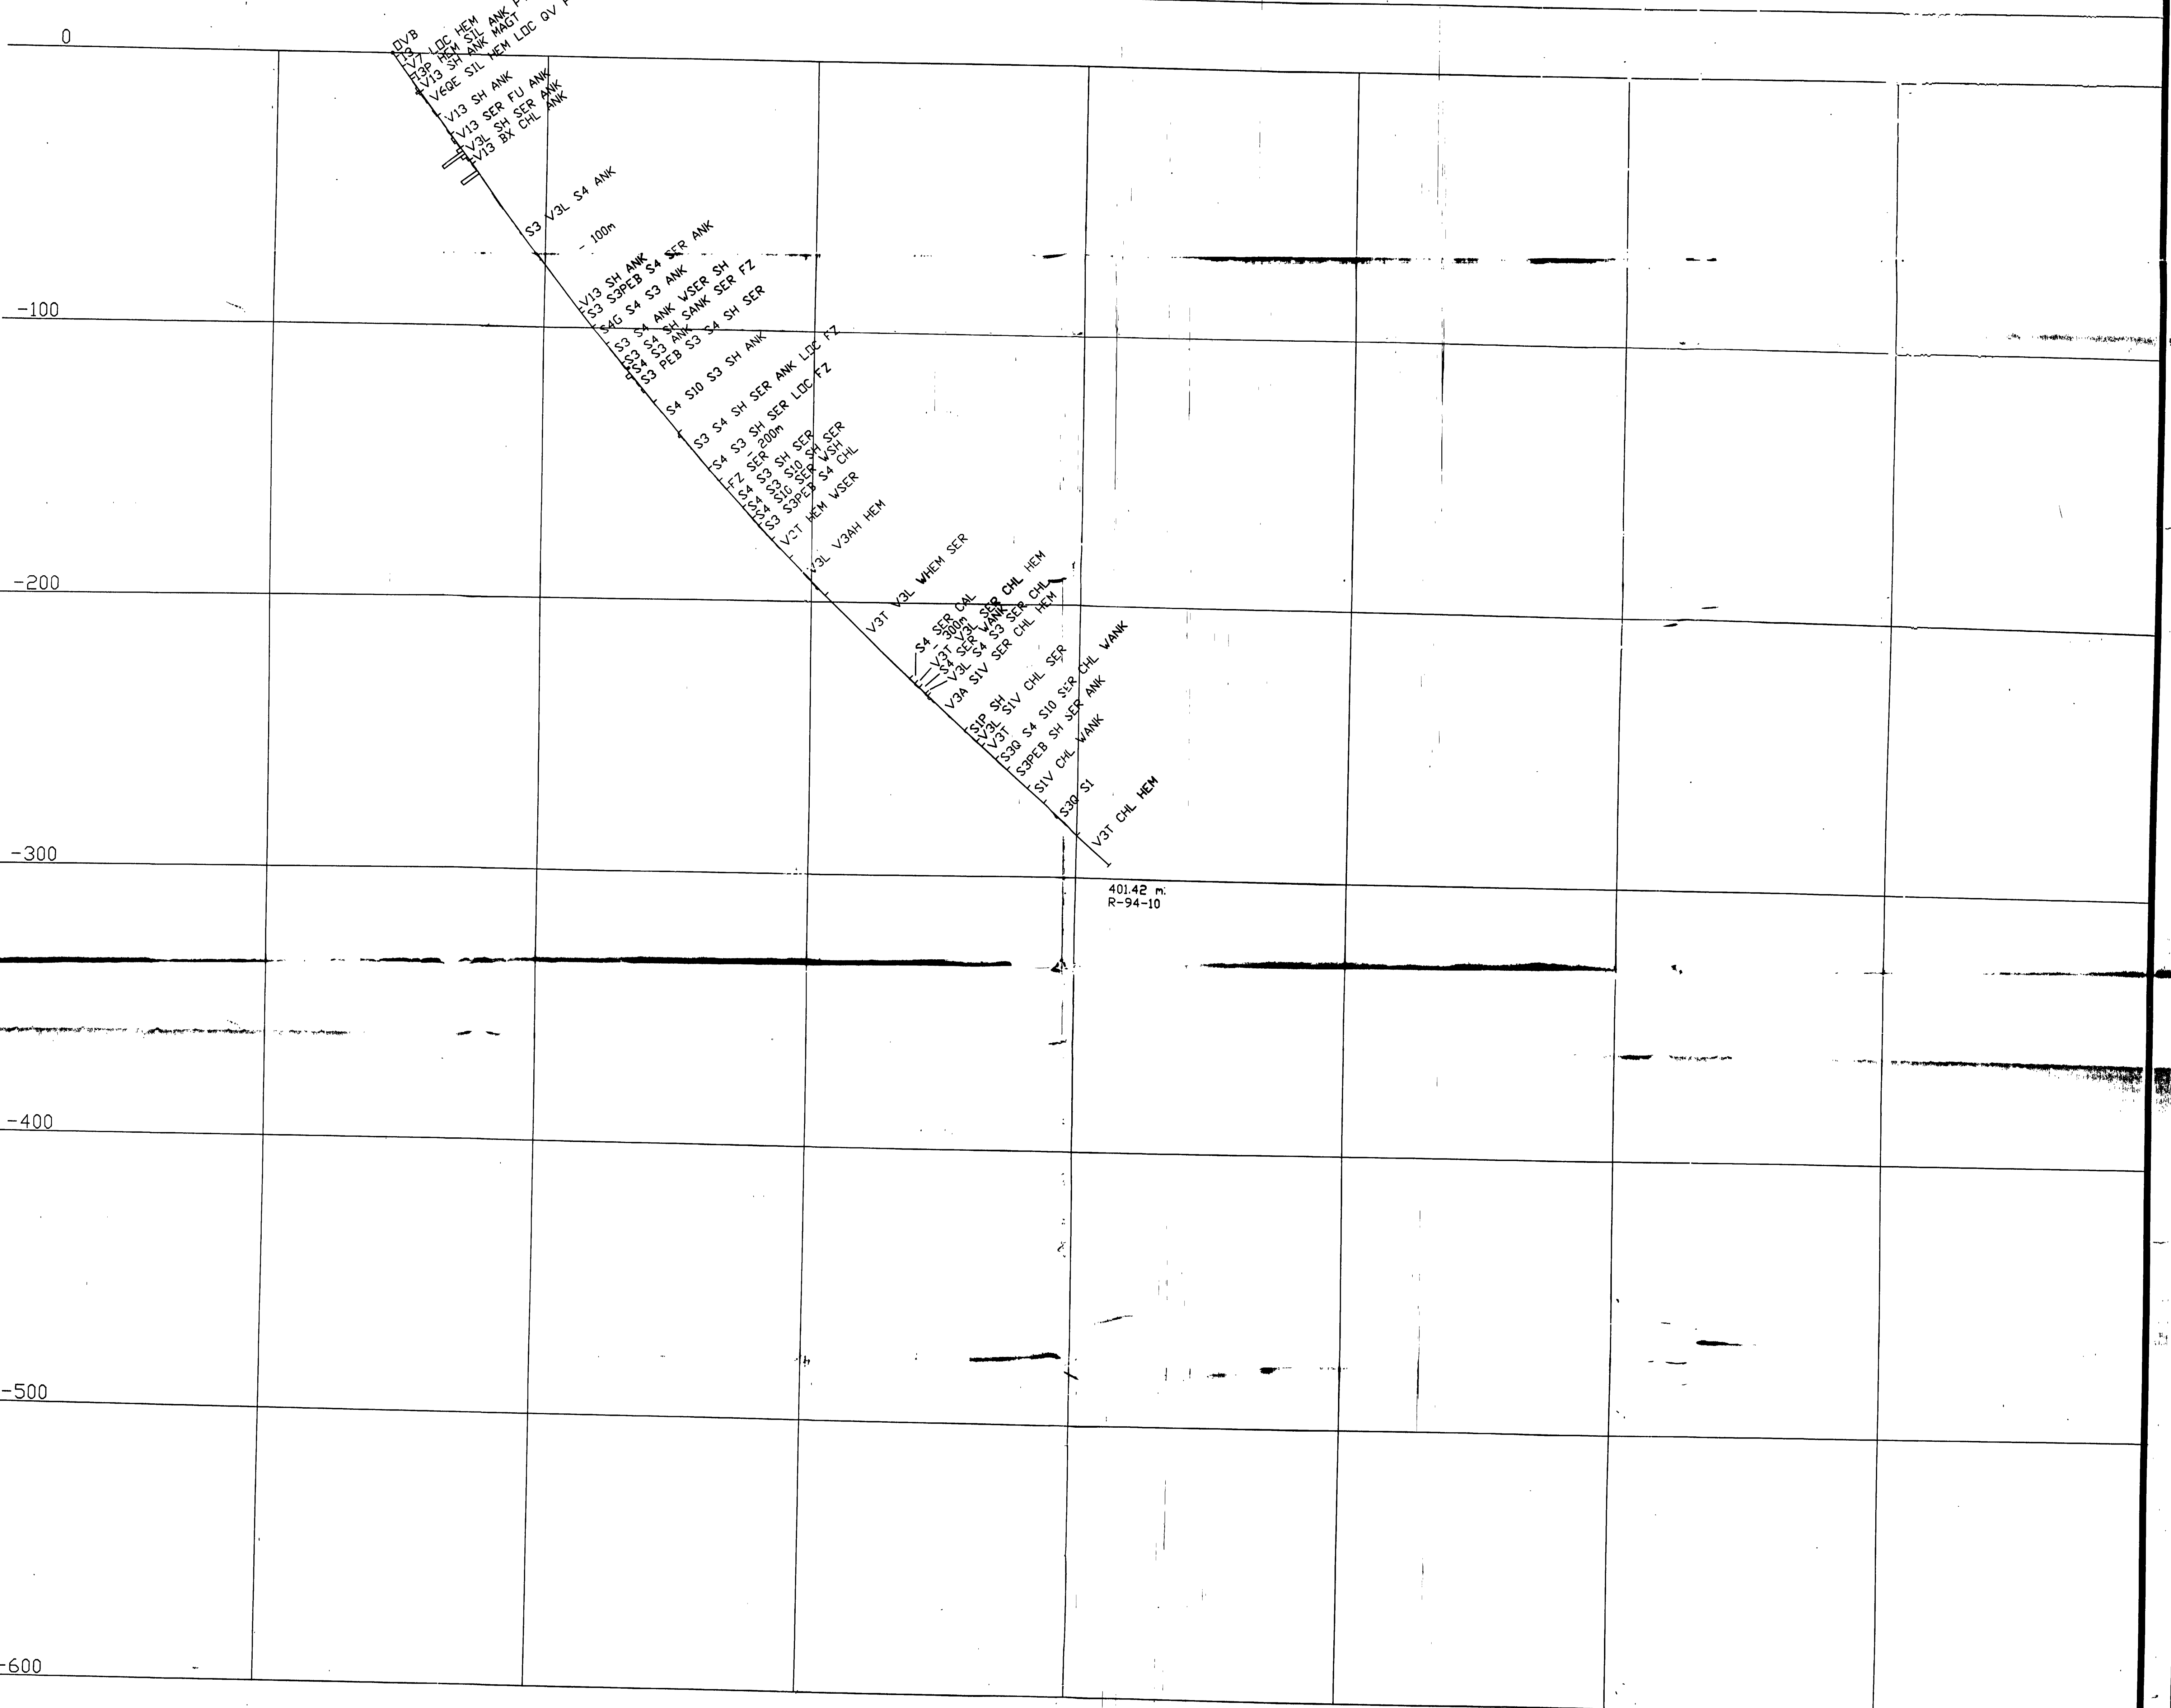 0
OVB
I3
V7 LOC HEM ANK
I3P HEM SIL
V13 SH ANK MAGT
V6QE SIL HEM LOC QV
V13 SH ANK
V13 SER FU ANK
V3L SH SER ANK
V13 BX CHL ANK
S3 V3L S4 ANK
- 100m
V13 SH ANK
S3 S3PEB S4 SER ANK
-100
S4G S4 S3 ANK
S3 S4 ANK WSER SH
S3 S4 SH SANK SER FZ
S4 S3 ANK
S3 PEB S3 S4 SH SER
S4 S10 S3 SH ANK
S3 S4 SH SER ANK LOC FZ
S4 S3 SH SER LOC FZ
- 200m
FZ SER
S4 S3 SH SER
S4 S3 S10 SH SER
S4 S10 SER WSH
S3 S3PEB S4 CHL
HEM WSER
V3L V3AH HEM
-200
V3T V3L WHEM SER
S4 SER CAL
- 300m
V3T V3L SER CHL HEM
S4 SER WANK
V3L S4 S3 SER CHL
V3A S1V SER CHL HEM
S1P SH
V3L S1V CHL SER
V3T
S3Q S4 S10 SER CHL WANK
S3PEB SH SER ANK
S1V CHL WANK
S3Q S1
V3T CHL HEM
-300
401.42 m.
R-94-10
-400
-500
-600